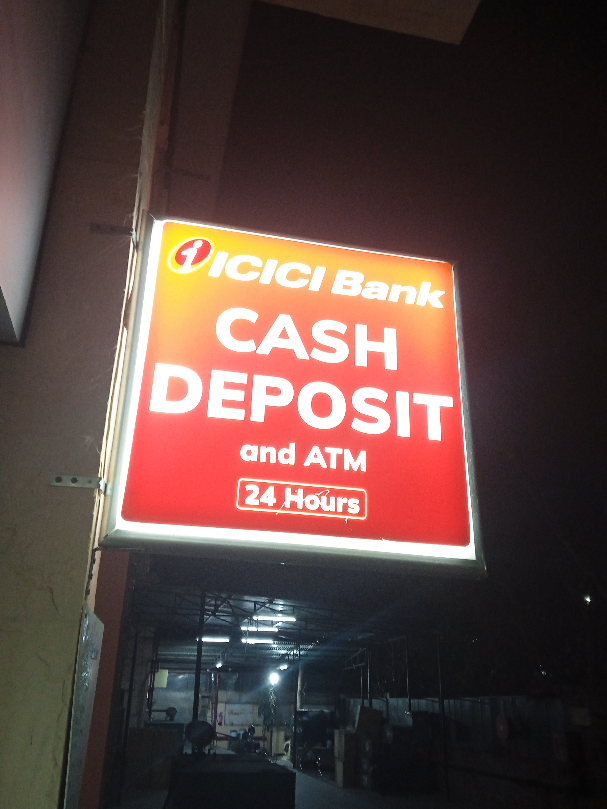 i ICICI Bank
CASH
DEPOSIT
and ATM
24 Hours